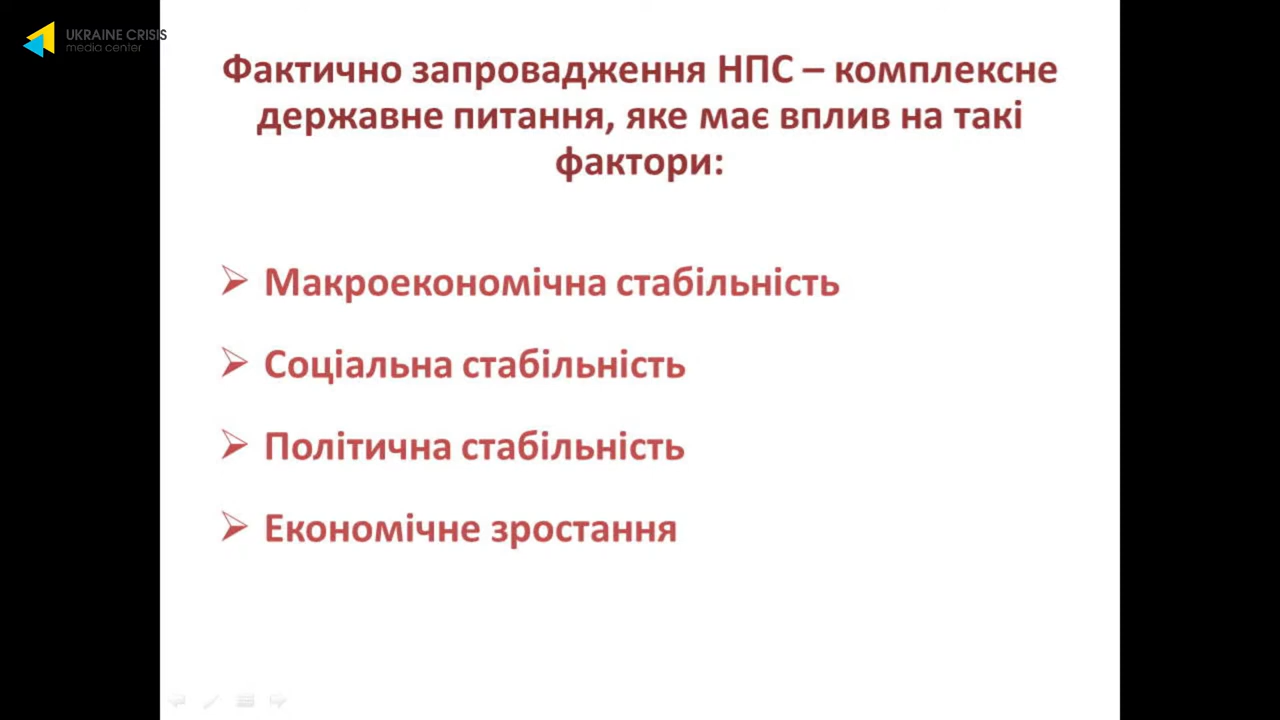 UKRAINE CRISIS
media center
Фактично запровадження НПС – комплексне
державне питання, яке має вплив на такі
фактори:
Макроекономічна стабільність
Соціальна стабільність
Політична стабільність
Економічне зростання